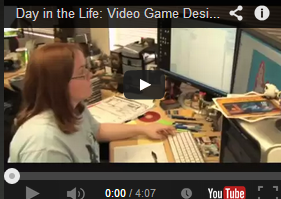 Day in the Life: Video Game Desi...
0:00 / 4:07
YouTube